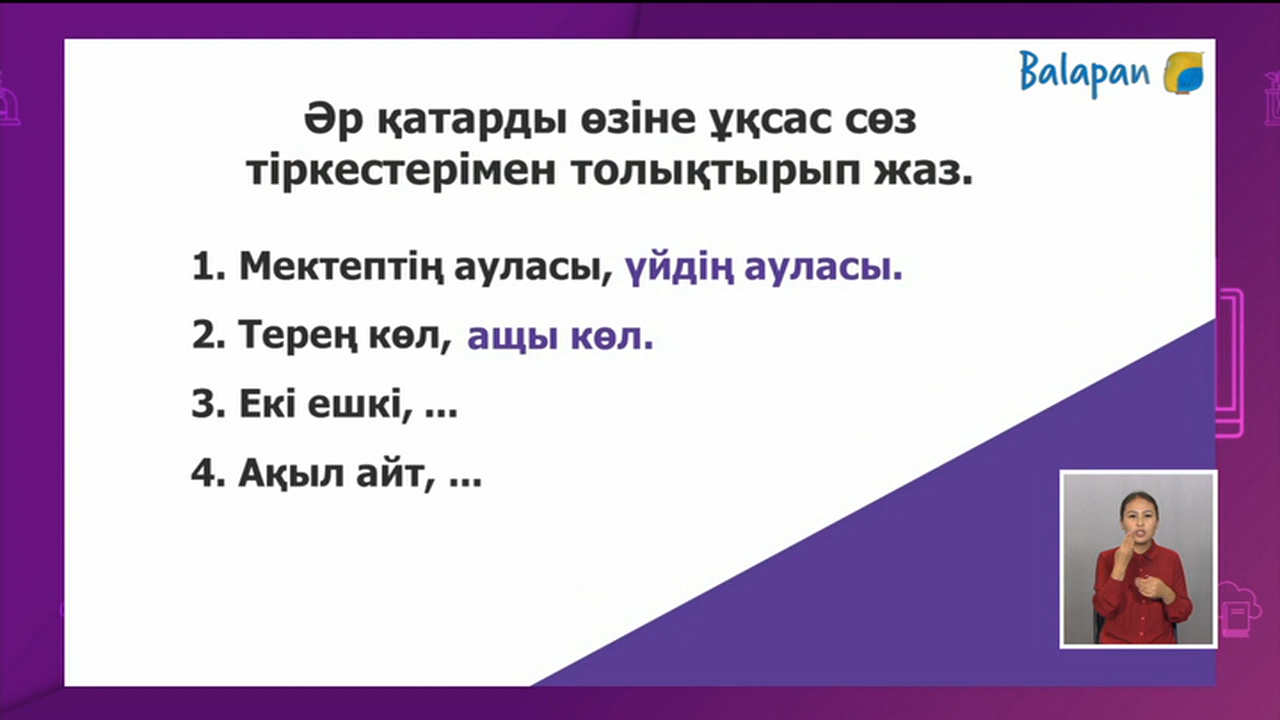 Balapan
Әр қатарды өзіне ұқсас сөз
тіркестерімен толықтырып жаз.
1. Мектептің ауласы, үйдің ауласы.
2. Терең көл, ащы көл.
3. Екі ешкі, ...
4. Ақыл айт, ...